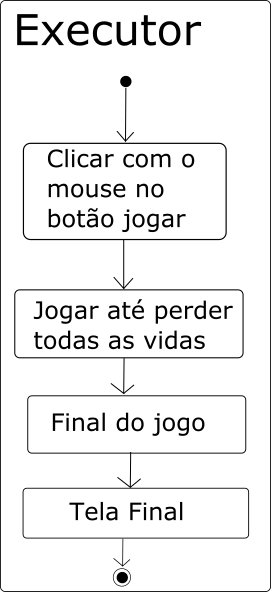 Executor
Clicar com o
mouse no
botão jogar
Jogar até perder
todas as vidas
Final do jogo
Tela Final